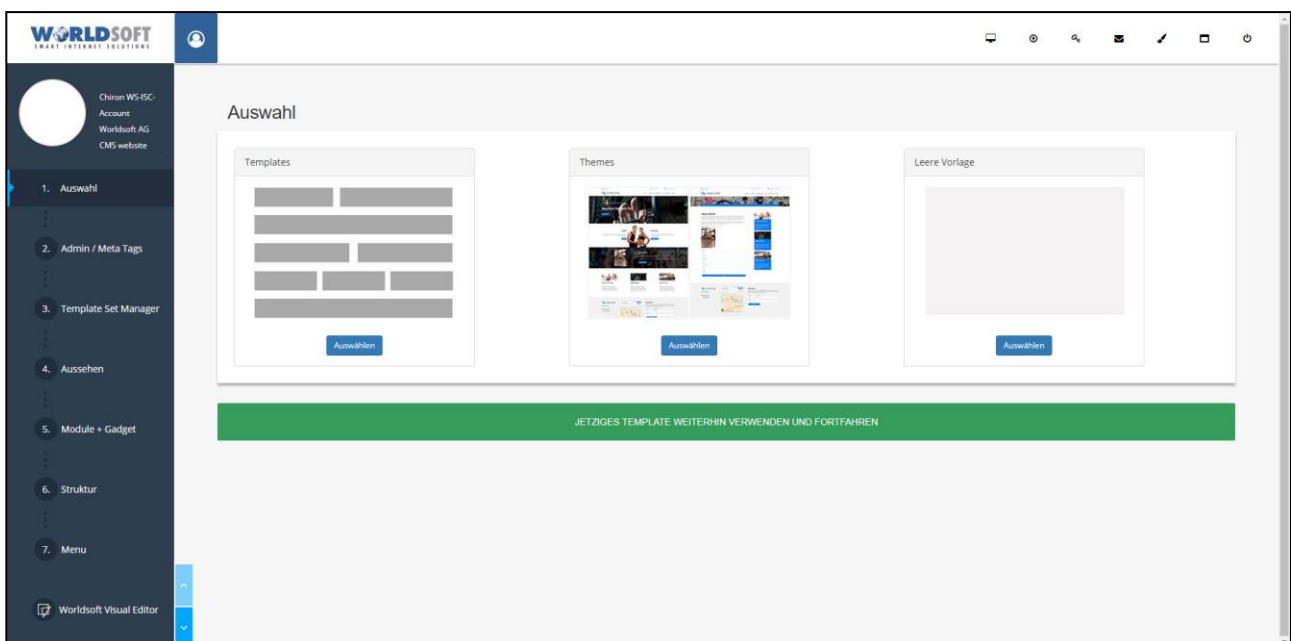 WORLDSOFT
SMART INTERNET SOLUTIONS
Chiron WS-ISC-
Account
Worldsoft AG
CMS website
1. Auswahl
2. Admin / Meta Tags
3. Template Set Manager
4. Aussehen
5. Module + Gadget
6. Struktur
7. Menu
Worldsoft Visual Editor
Auswahl
Templates
Auswählen
Themes
Auswählen
Leere Vorlage
Auswählen
JETZIGES TEMPLATE WEITERHIN VERWENDEN UND FORTFAHREN